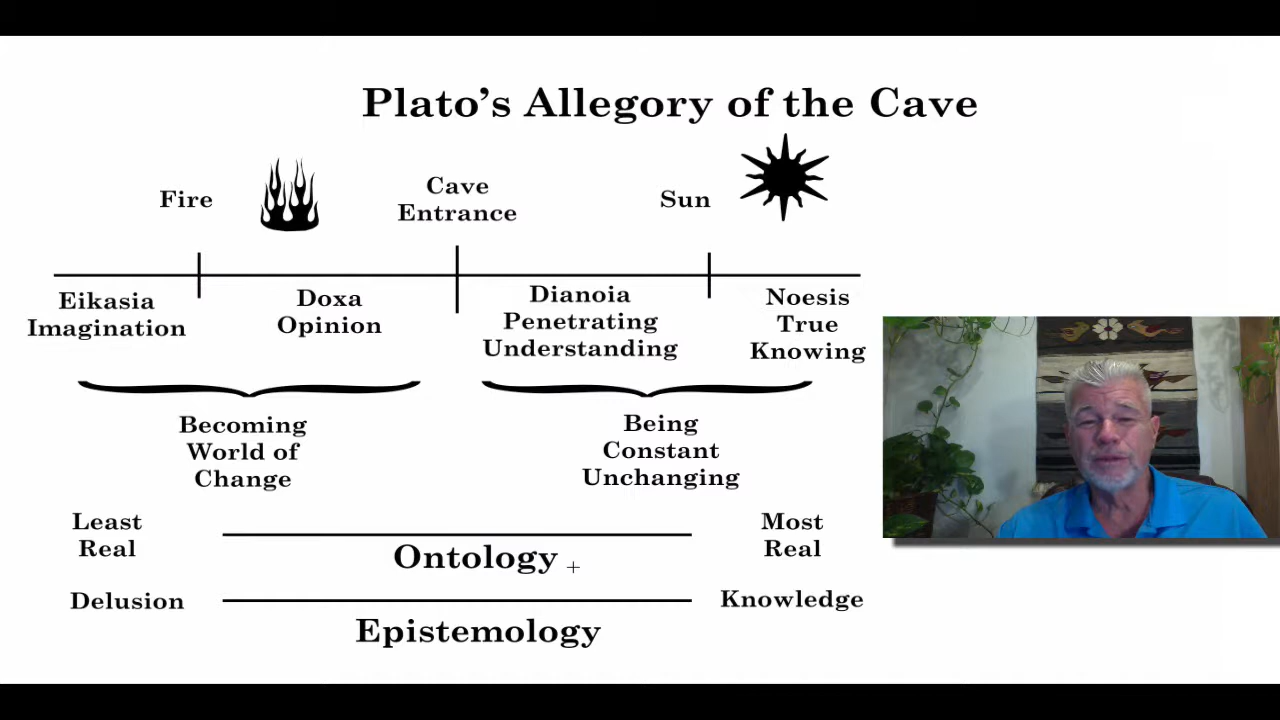 Plato's Allegory of the Cave
Fire
Cave
Entrance
Sun
Eikasia
Imagination
Doxa
Opinion
Dianoia
Penetrating
Understanding
Noesis
True
Knowing
Becoming
World of
Change
Being
Constant
Unchanging
Least
Real
Most
Real
Ontology +
Delusion
Knowledge
Epistemology